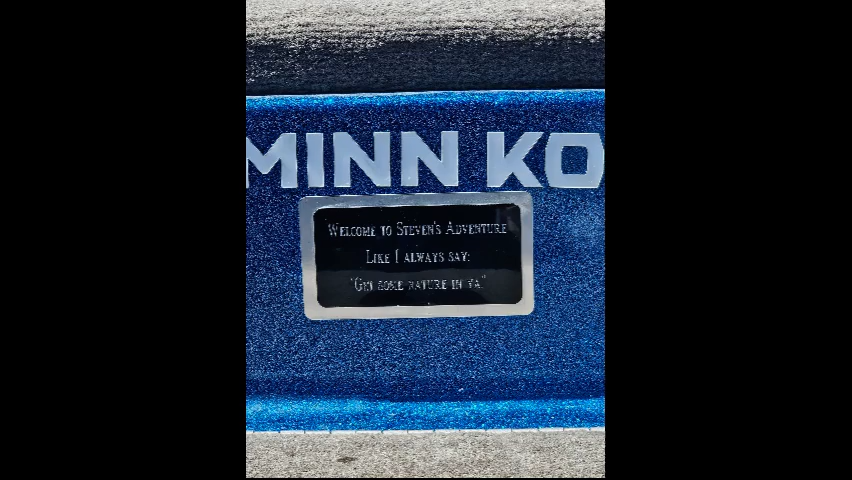 MINN KO
WELCOME TO STEVEN'S ADVENTURE
LIKE I ALWAYS SAY:
"GET SOME NATURE IN YA"